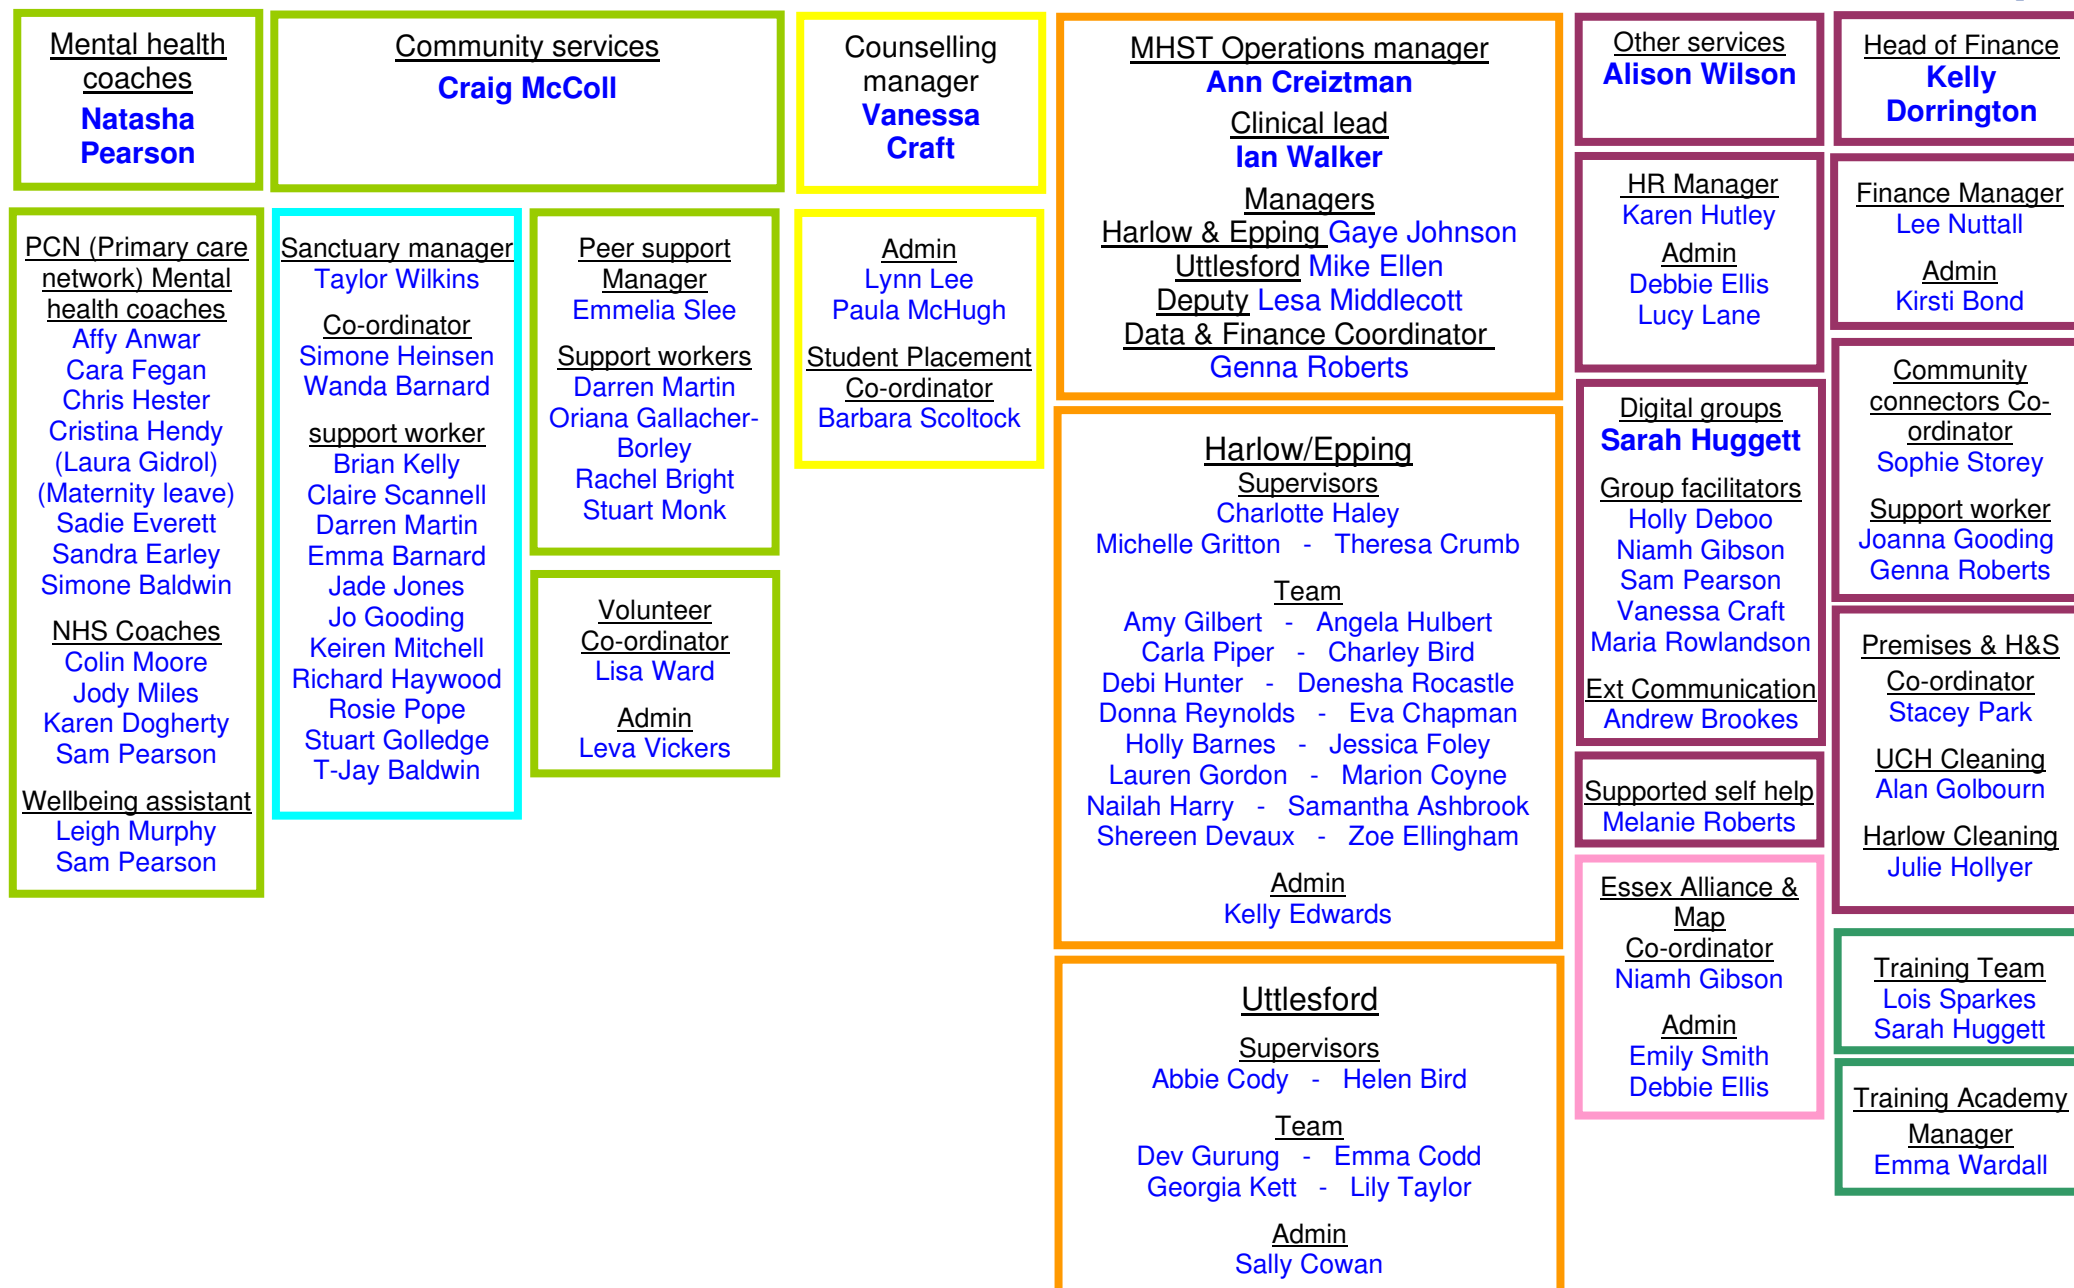 Mental health
coaches
Natasha
Pearson
PCN (Primary care
network) Mental
health coaches
Affy Anwar
Cara Fegan
Chris Hester
Cristina Hendy
(Laura Gidrol)
(Maternity leave)
Sadie Everett
Sandra Earley
Simone Baldwin
NHS Coaches
Colin Moore
Jody Miles
Karen Dogherty
Sam Pearson
Wellbeing assistant
Leigh Murphy
Sam Pearson
Community services
Craig McColl
Sanctuary manager
Taylor Wilkins
Co-ordinator
Simone Heinsen
Wanda Barnard
support worker
Brian Kelly
Claire Scannell
Darren Martin
Emma Barnard
Jade Jones
Jo Gooding
Keiren Mitchell
Richard Haywood
Rosie Pope
Stuart Golledge
T-Jay Baldwin
Peer support
Manager
Emmelia Slee
Support workers
Darren Martin
Oriana Gallacher-
Borley
Rachel Bright
Stuart Monk
Volunteer
Co-ordinator
Lisa Ward
Admin
Leva Vickers
Counselling
manager
Vanessa
Craft
Admin
Lynn Lee
Paula McHugh
Student Placement
Co-ordinator
Barbara Scoltock
MHST Operations manager
Ann Creiztman
Clinical lead
Ian Walker
Managers
Harlow & Epping Gaye Johnson
Uttlesford Mike Ellen
Deputy Lesa Middlecott
Data & Finance Coordinator
Genna Roberts
Harlow/Epping
Supervisors
Charlotte Haley
Michelle Gritton - Theresa Crumb
Team
Amy Gilbert - Angela Hulbert
Carla Piper - Charley Bird
Debi Hunter - Denesha Rocastle
Donna Reynolds - Eva Chapman
Holly Barnes - Jessica Foley
Lauren Gordon - Marion Coyne
Nailah Harry - Samantha Ashbrook
Shereen Devaux - Zoe Ellingham
Admin
Kelly Edwards
Uttlesford
Supervisors
Abbie Cody - Helen Bird
Team
Dev Gurung - Emma Codd
Georgia Kett - Lily Taylor
Admin
Sally Cowan
Other services
Alison Wilson
HR Manager
Karen Hutley
Admin
Debbie Ellis
Lucy Lane
Digital groups
Sarah Huggett
Group facilitators
Holly Deboo
Niamh Gibson
Sam Pearson
Vanessa Craft
Maria Rowlandson
Ext Communication
Andrew Brookes
Supported self help
Melanie Roberts
Essex Alliance &
Map
Co-ordinator
Niamh Gibson
Admin
Emily Smith
Debbie Ellis
Head of Finance
Kelly
Dorrington
Finance Manager
Lee Nuttall
Admin
Kirsti Bond
Community
connectors Co-
ordinator
Sophie Storey
Support worker
Joanna Gooding
Genna Roberts
Premises & H&S
Co-ordinator
Stacey Park
UCH Cleaning
Alan Golbourn
Harlow Cleaning
Julie Hollyer
Training Team
Lois Sparkes
Sarah Huggett
Training Academy
Manager
Emma Wardall